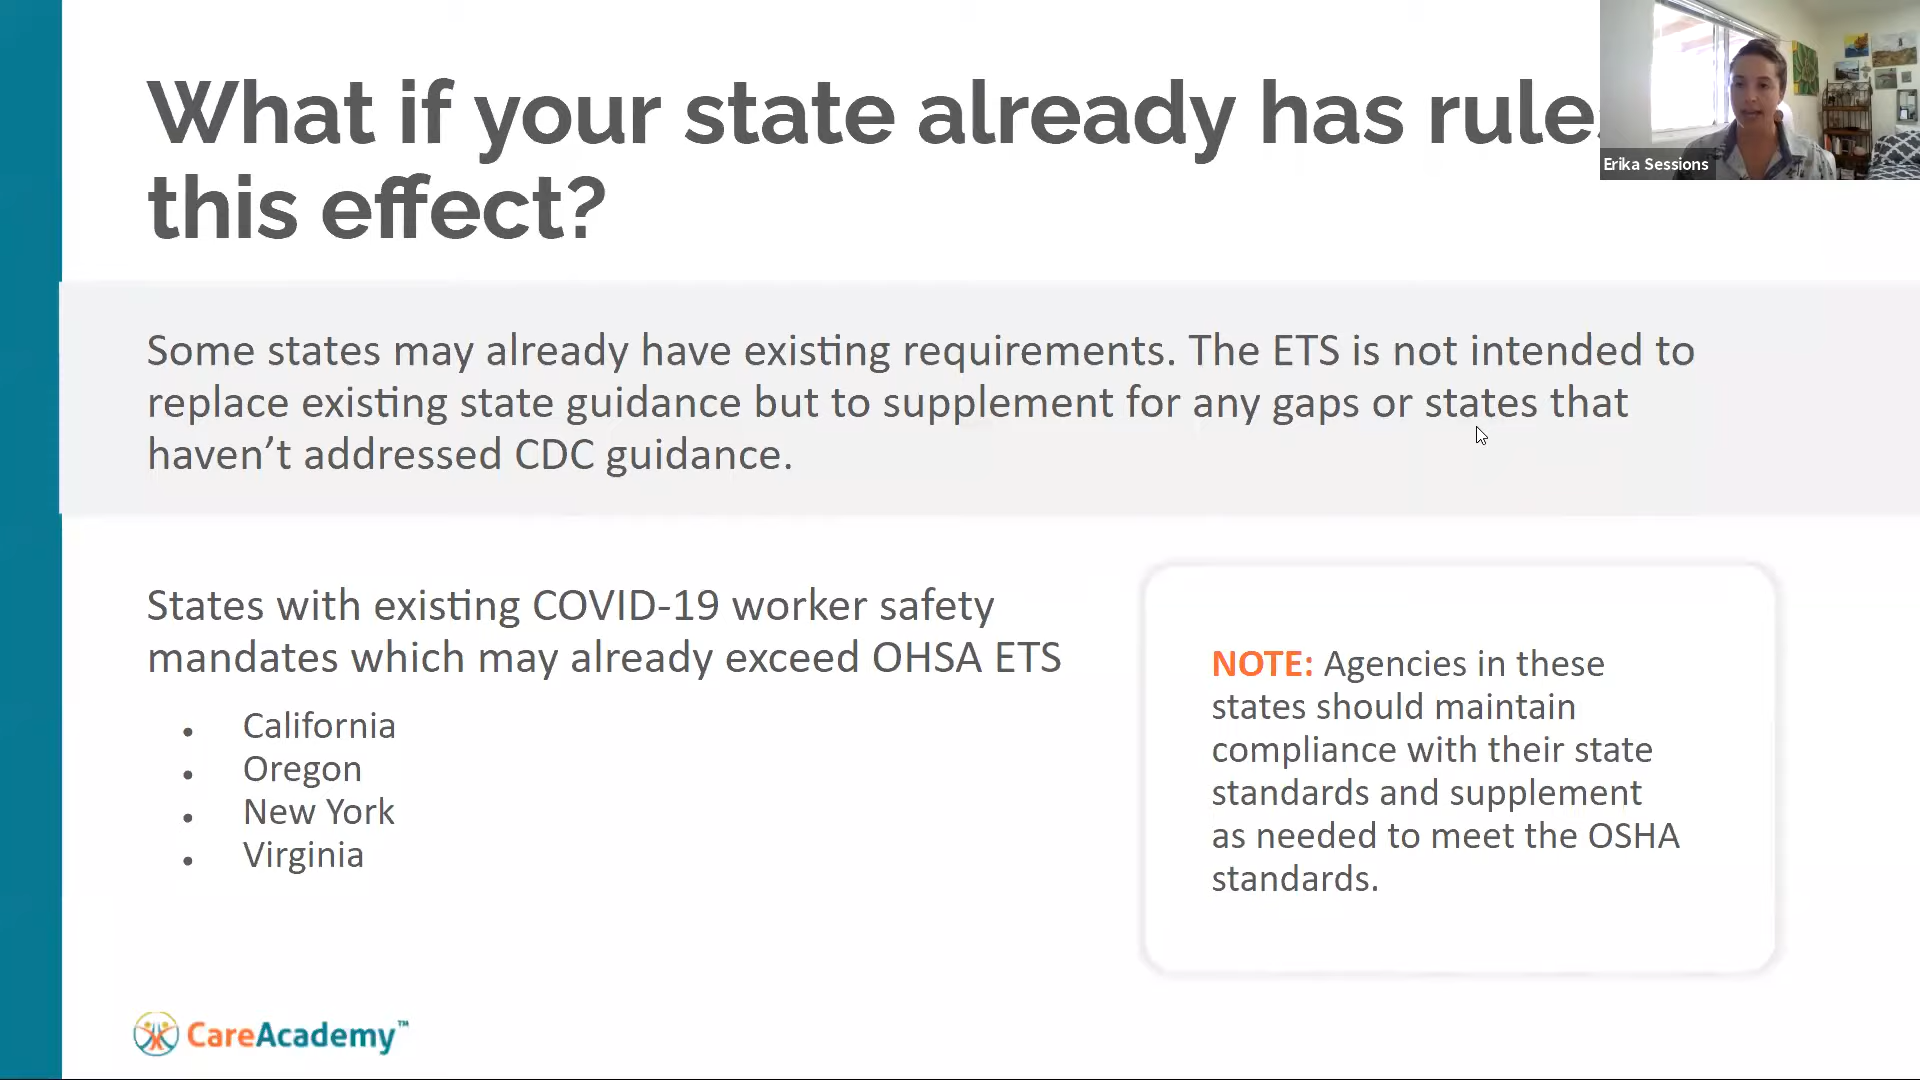 What if your state already has rule
this effect?
Erika Sessions
Some states may already have existing requirements. The ETS is not intended to
replace existing state guidance but to supplement for any gaps or states that
haven’t addressed CDC guidance.
States with existing COVID-19 worker safety
mandates which may already exceed OHSA ETS
• California
• Oregon
• New York
• Virginia
NOTE: Agencies in these
states should maintain
compliance with their state
standards and supplement
as needed to meet the OSHA
standards.
CareAcademy™